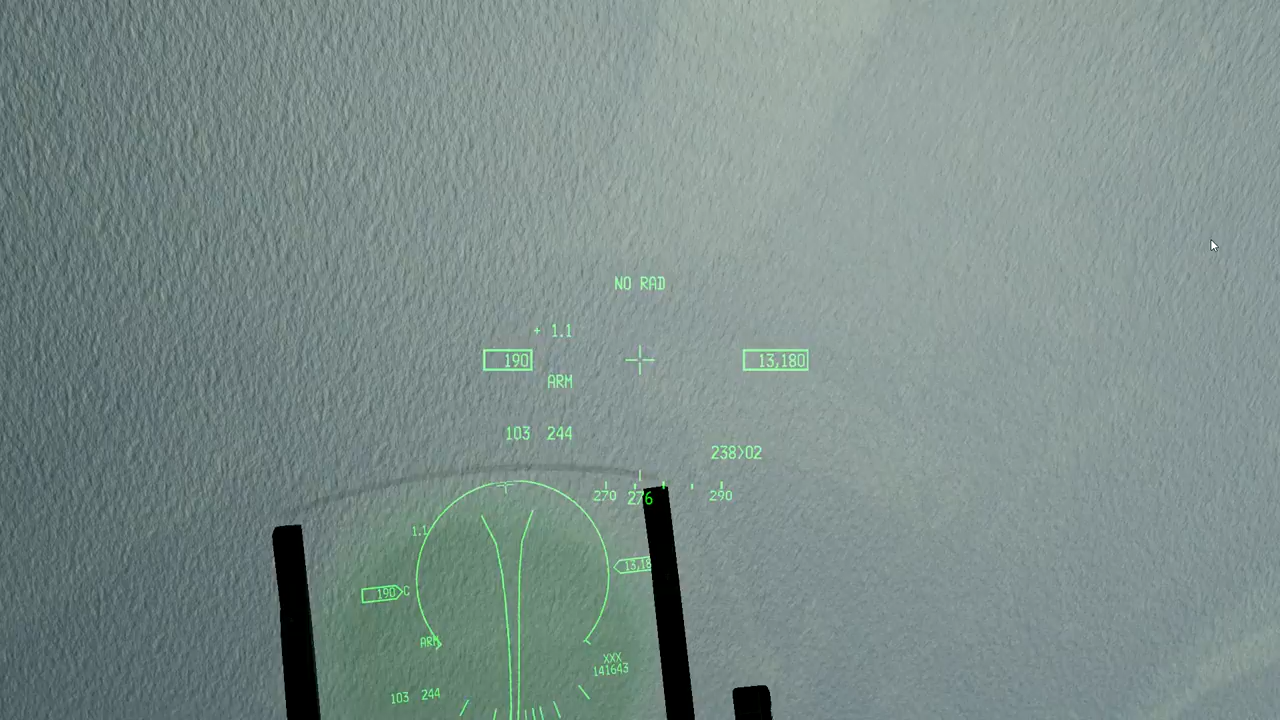 NO RAD
+ 1.1
190 13,180
ARM
103 244
238>02
270 276 290
1.1
13,18
190 C
ARM
XXX
141643
103 244